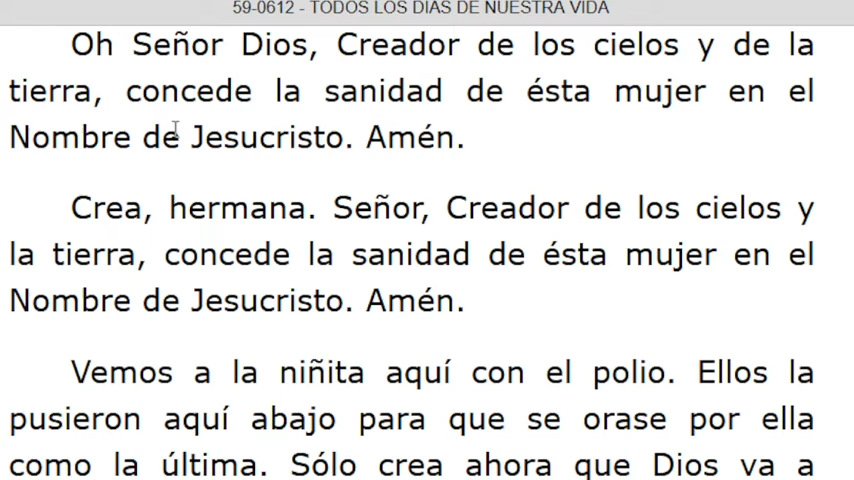 59-0612 - TODOS LOS DIAS DE NUESTRA VIDA
Oh Señor Dios, Creador de los cielos y de la
tierra, concede la sanidad de ésta mujer en el
Nombre de Jesucristo. Amén.
Crea, hermana. Señor, Creador de los cielos y
la tierra, concede la sanidad de ésta mujer en el
Nombre de Jesucristo. Amén.
Vemos a la niñita aquí con el polio. Ellos la
pusieron aquí abajo para que se orase por ella
como la última. Sólo crea ahora que Dios va a